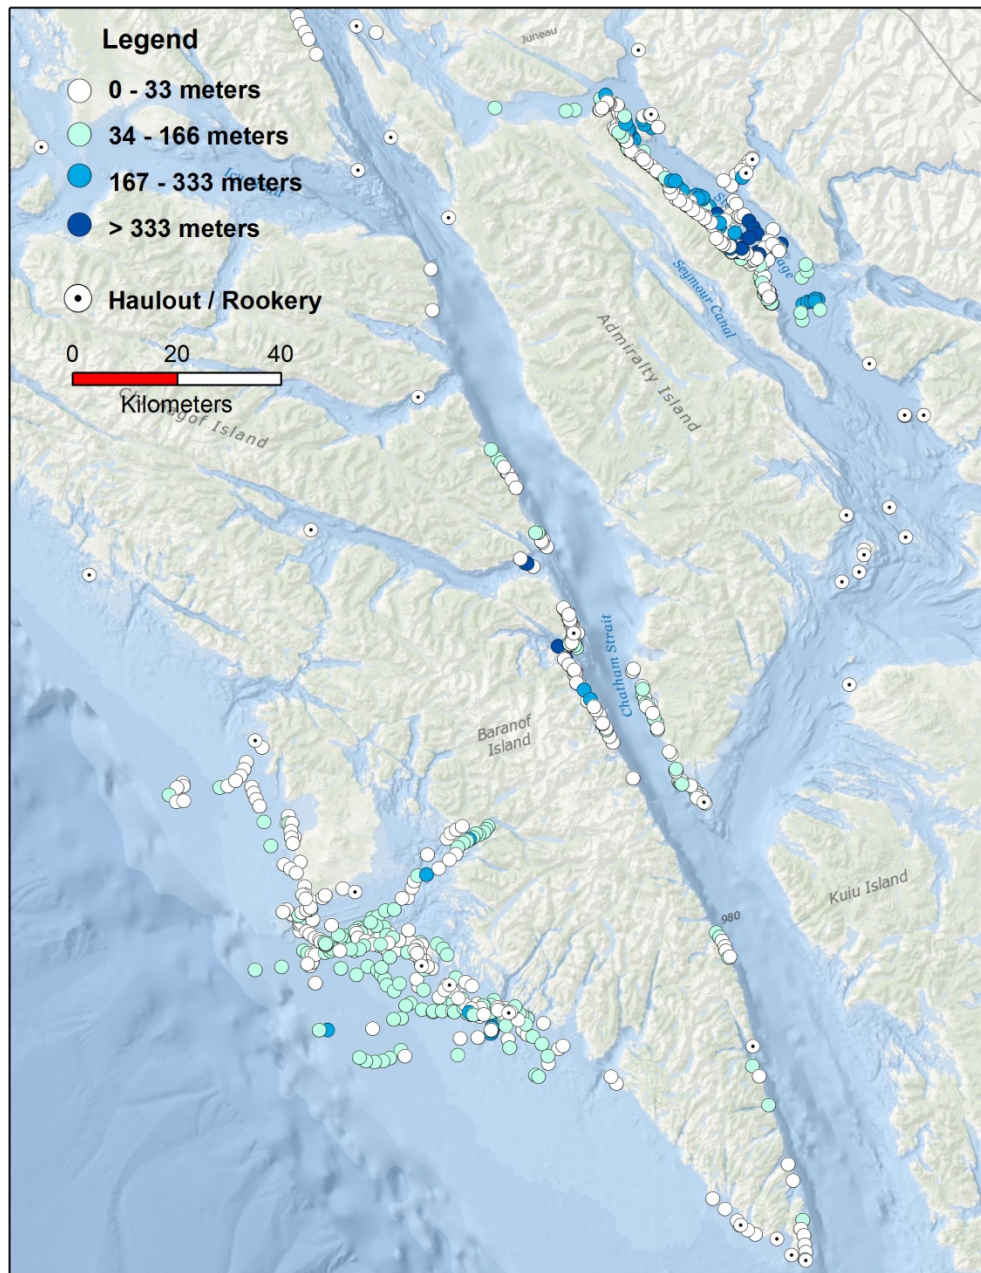 Legend
0 - 33 meters
34 - 166 meters
167 - 333 meters
> 333 meters
Haulout / Rookery
0 20 40
Kilometers
Juneau
Seymour Canal
Admiralty Island
Island
Chatham Strait
Baranof
Island
Kuiu Island
980